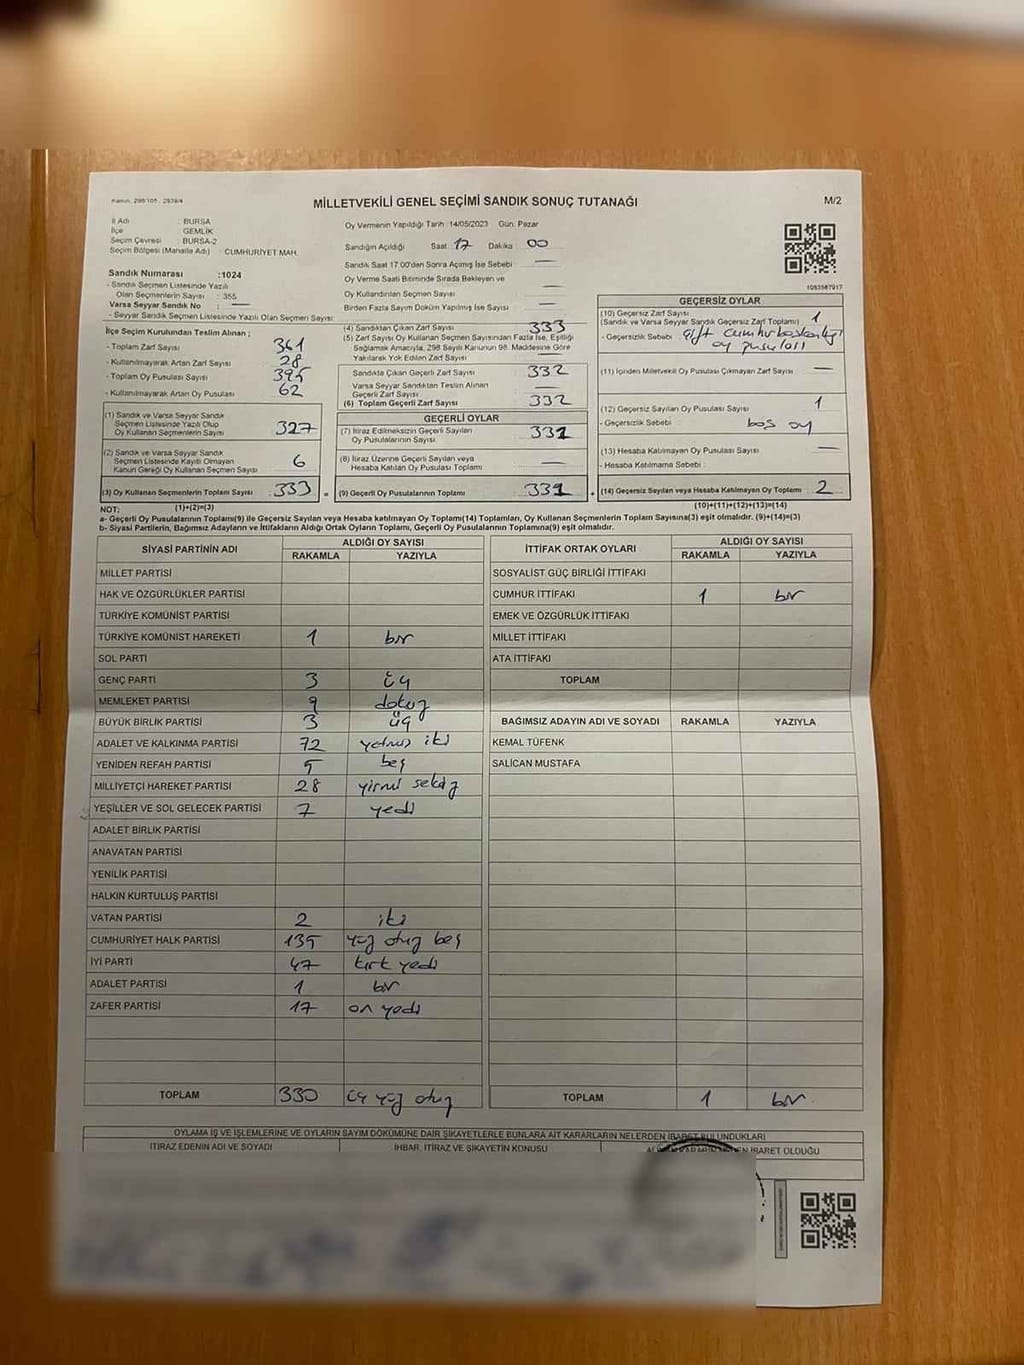 Kanun, 298/105 , 2839/4
MİLLETVEKİLİ GENEL SEÇİMİ SANDIK SONUÇ TUTANAĞI
M/2
İl Adı : BURSA
İlçe : GEMLİK
Seçim Çevresi : BURSA-2
Seçim Bölgesi (Mahalle Adı) : CUMHURİYET MAH.
Sandık Numarası :1024
- Sandık Seçmen Listesinde Yazılı
Olan Seçmenlerin Sayısı : 355
Varsa Seyyar Sandık No :
- Seyyar Sandık Seçmen Listesinde Yazılı Olan Seçmen Sayısı:
Oy Vermenin Yapıldığı Tarih : 14/05/2023 Gün: Pazar
Sandığın Açıldığı Saat: 17 Dakika 00
Sandık Saat 17.00'den Sonra Açılmış İse Sebebi
Oy Verme Saati Bitiminde Sırada Bekleyen ve
Oy Kullandırılan Seçmen Sayısı
Birden Fazla Sayım Döküm Yapılmış İse Sayısı
1093587917
İlçe Seçim Kurulundan Teslim Alınan ;
- Toplam Zarf Sayısı 361
- Kullanılmayarak Artan Zarf Sayısı 28
- Toplam Oy Pusulası Sayısı 395
- Kullanılmayarak Artan Oy Pusulası 62
(1) Sandık ve Varsa Seyyar Sandık
Seçmen Listesinde Yazılı Olup
Oy Kullanan Seçmenlerin Sayısı 327
(2) Sandık ve Varsa Seyyar Sandık
Seçmen Listesinde Kayıtlı Olmayan
Kanun Gereği Oy Kullanan Seçmen Sayısı 6
(3) Oy Kullanan Seçmenlerin Toplam Sayısı 333
(1)+(2)=(3)
(4) Sandıktan Çıkan Zarf Sayısı 333
(5) Zarf Sayısı Oy Kullanan Seçmen Sayısından Fazla İse, Eşitliği
Sağlamak Amacıyla, 298 Sayılı Kanunun 98. Maddesine Göre
Yakılarak Yok Edilen Zarf Sayısı
Sandıkta Çıkan Geçerli Zarf Sayısı 332
Varsa Seyyar Sandıktan Teslim Alınan
Geçerli Zarf Sayısı
(6) Toplam Geçerli Zarf Sayısı 332
GEÇERLİ OYLAR
(7) İtiraz Edilmeksizin Geçerli Sayılan
Oy Pusulalarının Sayısı 331
(8) İtiraz Üzerine Geçerli Sayılan veya
Hesaba Katılan Oy Pusulası Toplamı
= (9) Geçerli Oy Pusulalarının Toplamı 331
GEÇERSİZ OYLAR
(10) Geçersiz Zarf Sayısı
(Sandık ve Varsa Seyyar Sandık Geçersiz Zarf Toplamı) 1
- Geçersizlik Sebebi çift cumhurbaşkanlığı
oy pusulası
(11) İçinden Milletvekili Oy Pusulası Çıkmayan Zarf Sayısı
(12) Geçersiz Sayılan Oy Pusulası Sayısı 1
- Geçersizlik Sebebi boş oy
(13) Hesaba Katılmayan Oy Pusulası Sayısı
- Hesaba Katılmama Sebebi :
+ (14) Geçersiz Sayılan veya Hesaba Katılmayan Oy Toplamı 2
(10)+(11)+(12)+(13)=(14)
NOT:
a- Geçerli Oy Pusulalarının Toplamı(9) ile Geçersiz Sayılan veya Hesaba katılmayan Oy Toplamı(14) Toplamları, Oy Kullanan Seçmenlerin Toplam Sayısına(3) eşit olmalıdır. (9)+(14)=(3)
b- Siyasi Partilerin, Bağımsız Adayların ve İttifakların Aldığı Ortak Oyların Toplamı, Geçerli Oy Pusulalarının Toplamına(9) eşit olmalıdır.
SİYASİ PARTİNİN ADI ALDIĞI OY SAYISI
RAKAMLA YAZIYLA
MİLLET PARTİSİ
HAK VE ÖZGÜRLÜKLER PARTİSİ
TÜRKİYE KOMÜNİST PARTİSİ
TÜRKİYE KOMÜNİST HAREKETİ 1 bir
SOL PARTİ
GENÇ PARTİ 3 üç
MEMLEKET PARTİSİ 9 dokuz
BÜYÜK BİRLİK PARTİSİ 3 üç
ADALET VE KALKINMA PARTİSİ 72 yetmiş iki
YENİDEN REFAH PARTİSİ 5 beş
MİLLİYETÇİ HAREKET PARTİSİ 28 yirmi sekiz
YEŞİLLER VE SOL GELECEK PARTİSİ 7 yedi
ADALET BİRLİK PARTİSİ
ANAVATAN PARTİSİ
YENİLİK PARTİSİ
HALKIN KURTULUŞ PARTİSİ
VATAN PARTİSİ 2 iki
CUMHURİYET HALK PARTİSİ 135 yüz otuz beş
İYİ PARTİ 47 kırk yedi
ADALET PARTİSİ 1 bir
ZAFER PARTİSİ 17 on yedi
TOPLAM 330 üç yüz otuz
İTTİFAK ORTAK OYLARI ALDIĞI OY SAYISI
RAKAMLA YAZIYLA
SOSYALİST GÜÇ BİRLİĞİ İTTİFAKI
CUMHUR İTTİFAKI 1 bir
EMEK VE ÖZGÜRLÜK İTTİFAKI
MİLLET İTTİFAKI
ATA İTTİFAKI
TOPLAM
BAĞIMSIZ ADAYIN ADI VE SOYADI RAKAMLA YAZIYLA
KEMAL TÜFENK
SALİCAN MUSTAFA
TOPLAM 1 bir
OYLAMA İŞ VE İŞLEMLERİNE VE OYLARIN SAYIM DÖKÜMÜNE DAİR ŞİKAYETLERLE BUNLARA AİT KARARLARIN NELERDEN İBARET BULUNDUKLARI
İTİRAZ EDENİN ADI VE SOYADI İHBAR, İTİRAZ VE ŞİKAYETİN KONUSU İBARET OLDUĞU